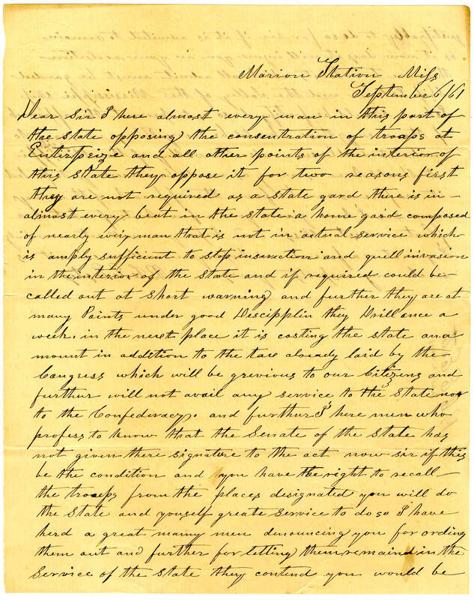 Marion Station Miss
September 6/61
Dear Sir I here almost every man in this part of
the state opposing the consentration of troops at
Enterprize and all other points of the interior of
this state they oppose it for two reasons first
they are not required as a state gard there is in
almost every beat in the state a home gard composed
of nearly evry man that is not in actual service which
is amply sufficient to stop insurection and quell invasion
in the interior of the state and if required could be
called out at short warning and further they are at
many Points under good Discipplin they Drill once a
week. in the next place it is costing the state an a
mount in addition to the tax already laid by the
Congress which will be grevious to our Citizens and
further will not avail any service to the State nor
to the Confederacy. and further I here men who
profess to know that the Senate of the State has
not given there signature to the act now sir if this
be the condition and you have the right to recall
the troops from the places designated you will do
the State and youself greate service to do so I have
herd a great many men denouncing you for ording
them out and further for letting them remaind in the
Service of the State they contend you would be